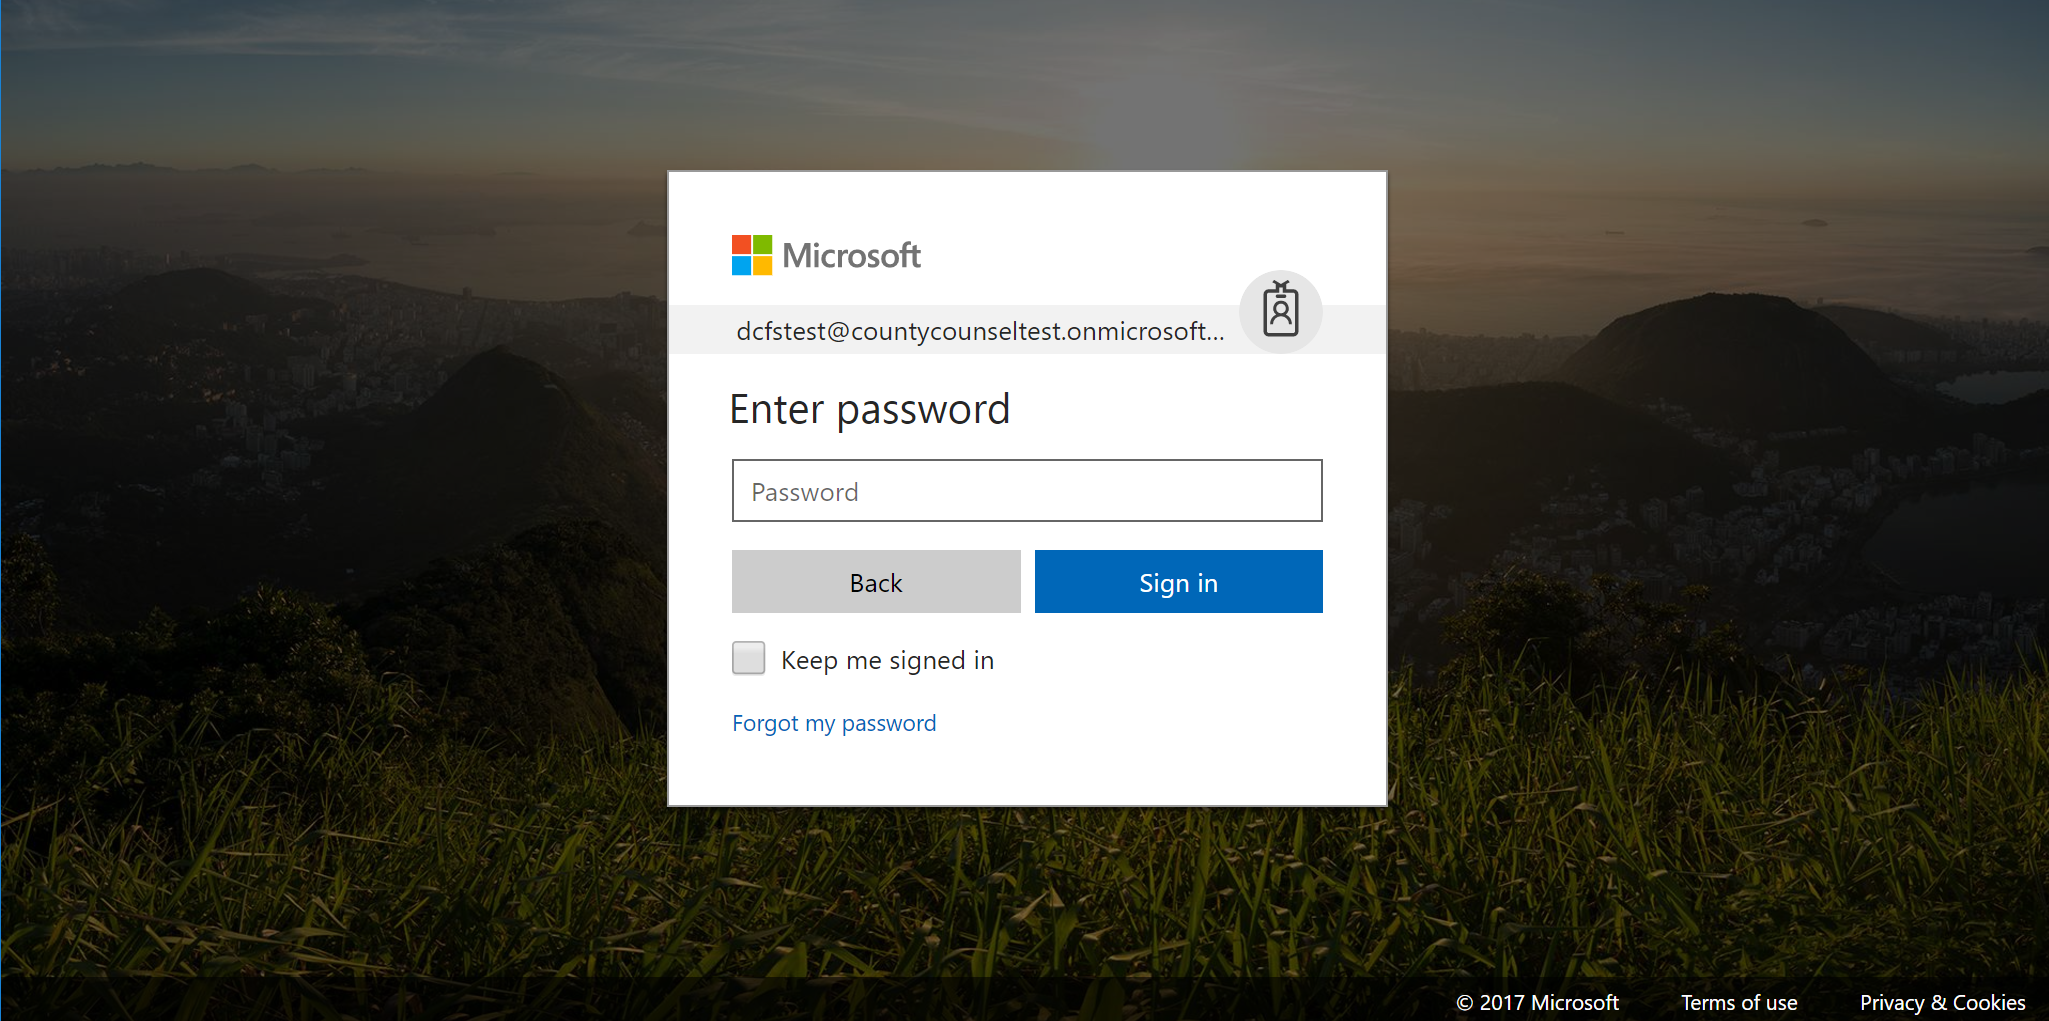 Microsoft
dcfstest@countycounseltest.onmicrosoft...
Enter password
Password
Back
Sign in
Keep me signed in
Forgot my password
© 2017 Microsoft
Terms of use
Privacy & Cookies